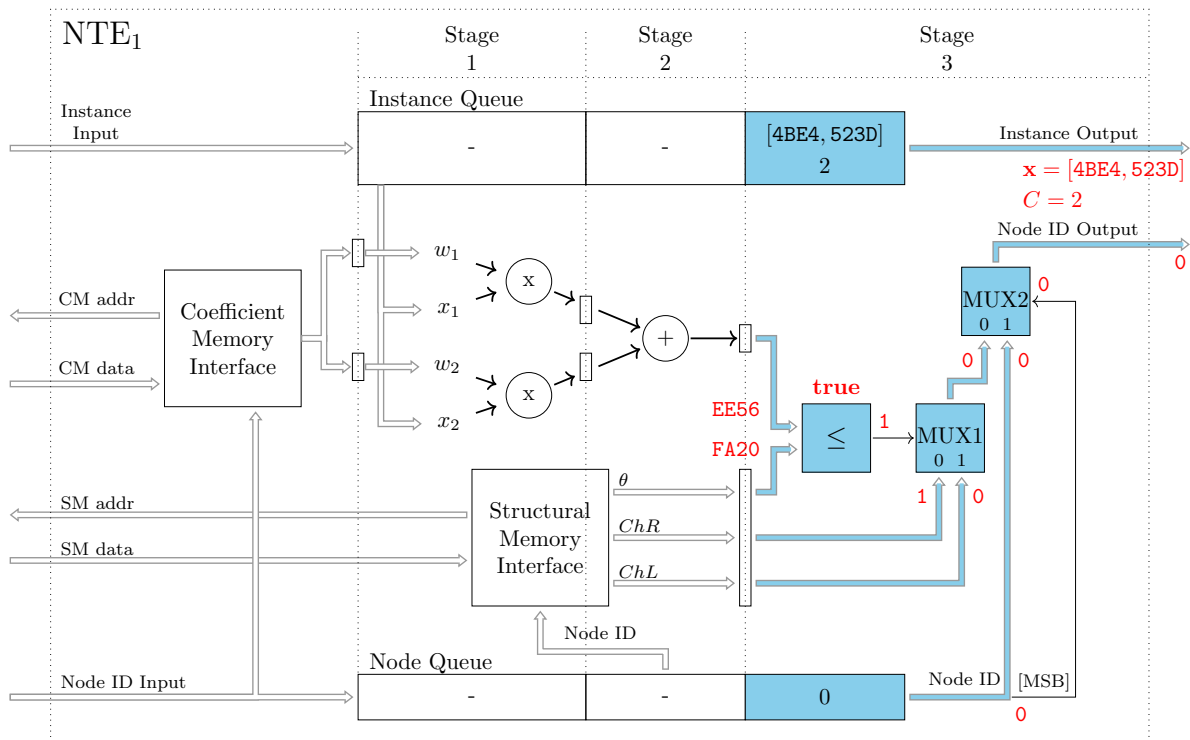 NTE1
Stage
1
Stage
2
Stage
3
Instance
Input
Instance Queue
-
-
[4BE4, 523D]
2
Instance Output
x = [4BE4, 523D]
C = 2
Node ID Output
0
w1
x
x1
w2
x
x2
+
CM addr
CM data
Coefficient
Memory
Interface
MUX2
0 1
0
0
0
true
EE56
FA20
≤
1
MUX1
0 1
1
0
SM addr
SM data
Structural
Memory
Interface
θ
ChR
ChL
Node ID
Node ID Input
Node Queue
-
-
0
Node ID
[MSB]
0